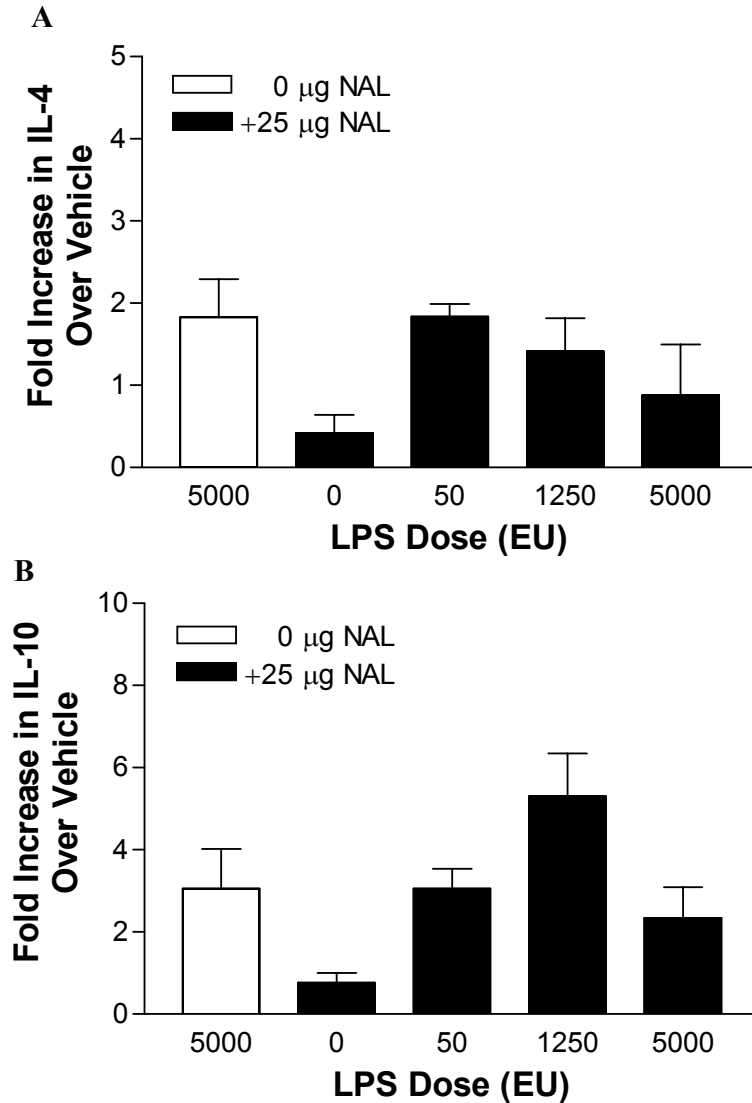 A
Fold Increase in IL-4
Over Vehicle
5
4
3
2
1
0
0 μg NAL
+25 μg NAL
5000 0 50 1250 5000
LPS Dose (EU)
B
Fold Increase in IL-10
Over Vehicle
10
8
6
4
2
0
0 μg NAL
+25 μg NAL
5000 0 50 1250 5000
LPS Dose (EU)